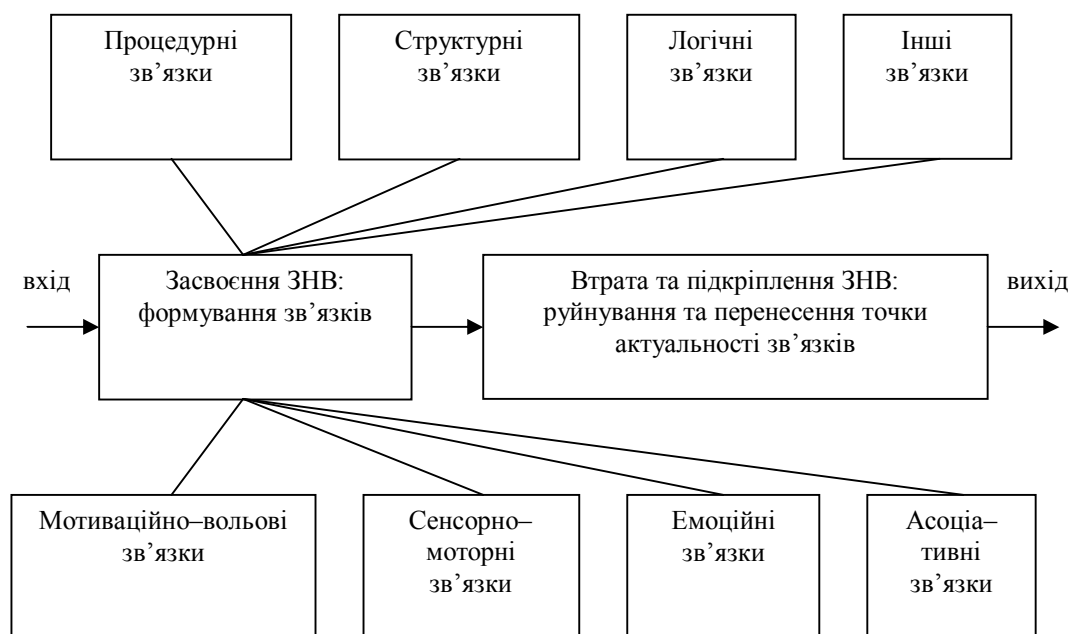 Процедурні
зв’язки
Структурні
зв’язки
Логічні
зв’язки
Інші
зв’язки
вхід
Засвоєння ЗНВ:
формування зв’язків
Втрата та підкріплення ЗНВ:
руйнування та перенесення точки
актуальності зв’язків
вихід
Мотиваційно–вольові
зв’язки
Сенсорно–
моторні
зв’язки
Емоційні
зв’язки
Асоціа–
тивні
зв’язки